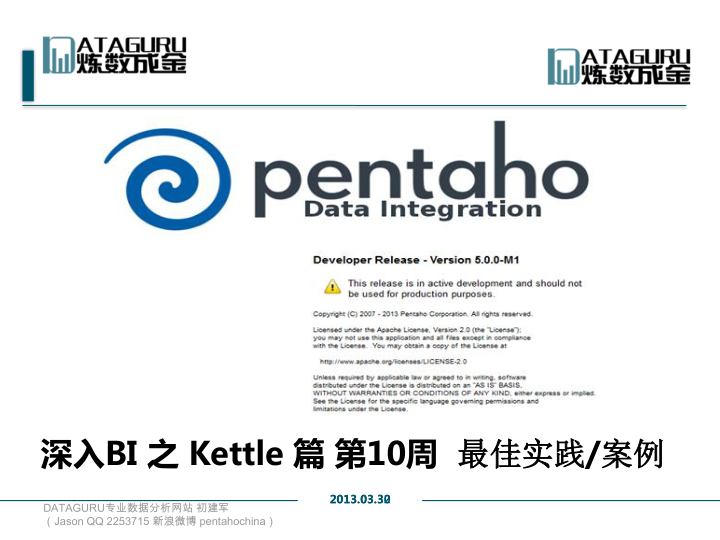 DATAGURU
炼数成金
DATAGURU
炼数成金
pentaho
Data Integration
Developer Release - Version 5.0.0-M1
This release is in active development and should not
be used for production purposes.
Copyright (C) 2007 - 2013 Pentaho Corporation. All rights reserved.
Licensed under the Apache License, Version 2.0 (the "License");
you may not use this application and all files except in compliance
with the License. You may obtain a copy of the License at
http://www.apache.org/licenses/LICENSE-2.0
Unless required by applicable law or agreed to in writing, software
distributed under the License is distributed on an "AS IS" BASIS,
WITHOUT WARRANTIES OR CONDITIONS OF ANY KIND, either express or implied.
See the License for the specific language governing permissions and
limitations under the License.
深入BI 之 Kettle 篇 第10周 最佳实践/案例
DATAGURU专业数据分析网站 初建军
（Jason QQ 2253715 新浪微博 pentahochina）